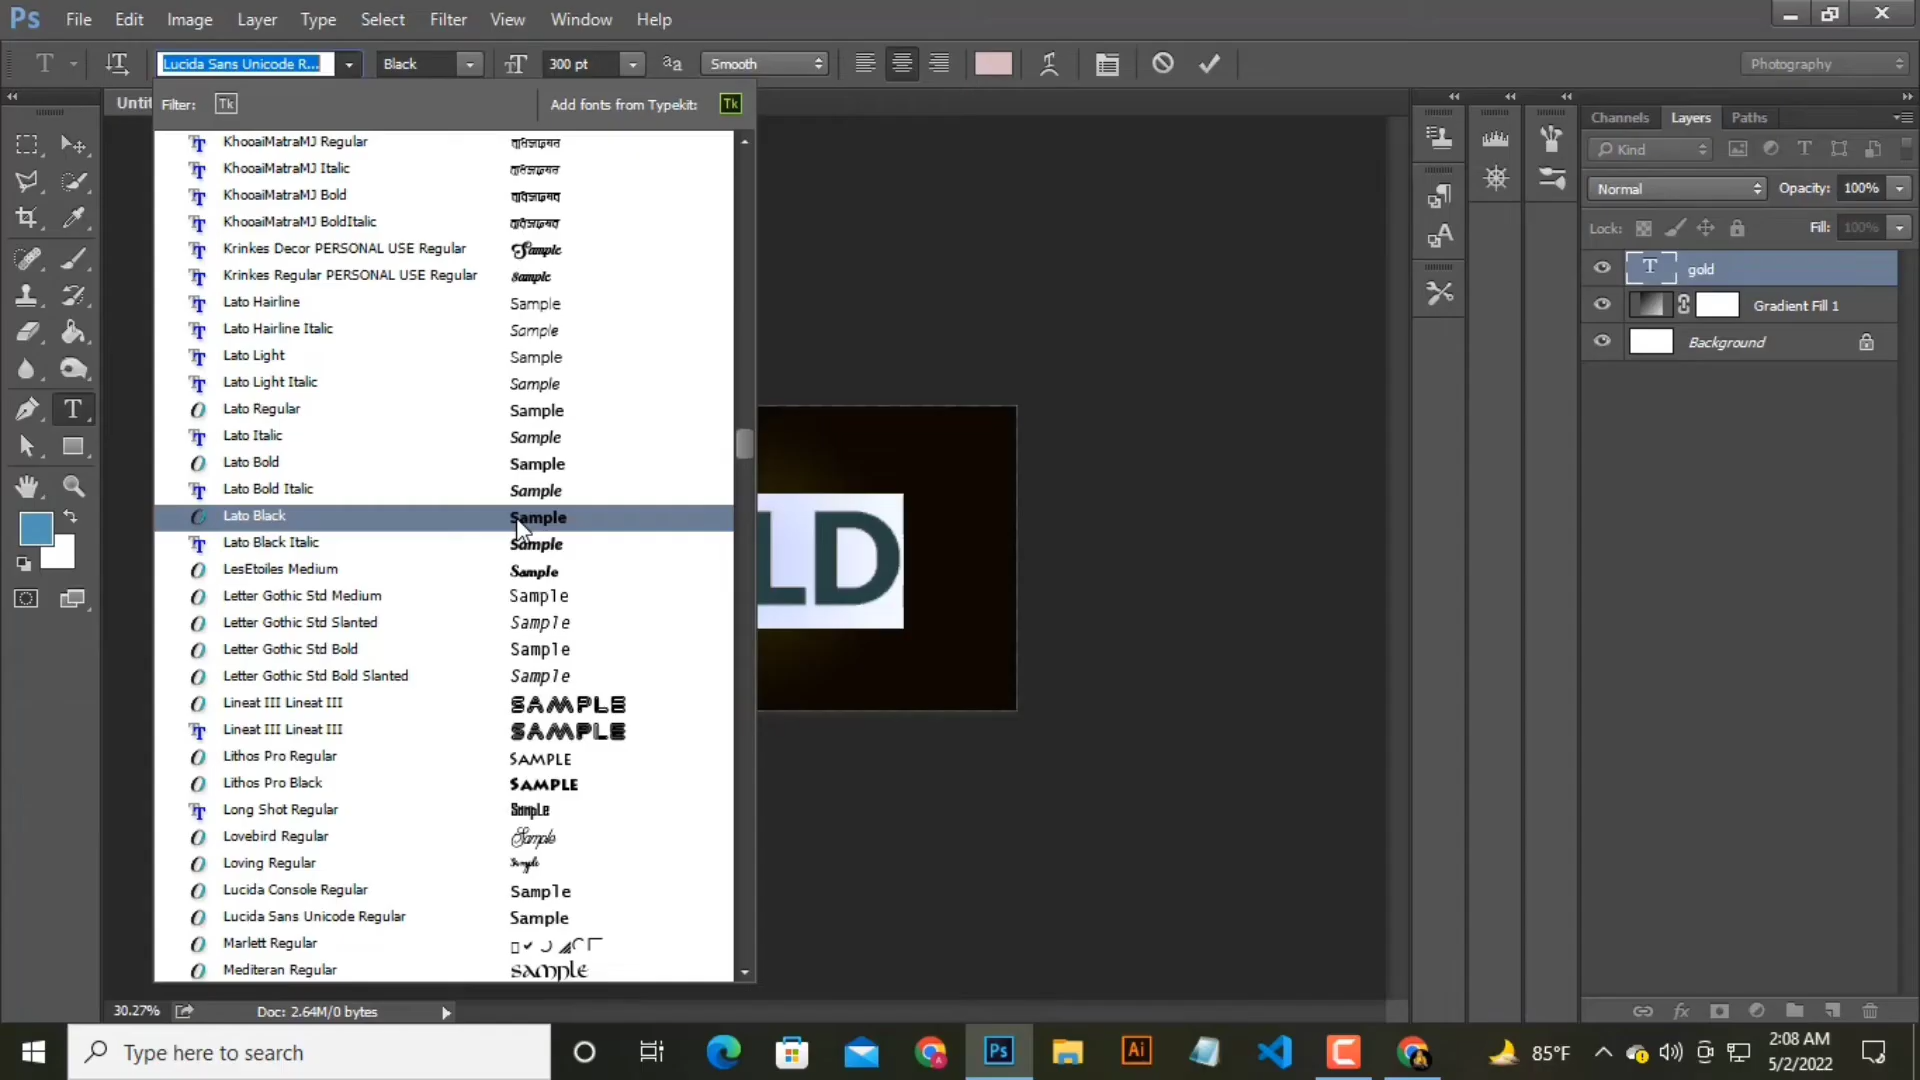 Ps File Edit Image Layer Type Select Filter View Window Help
T Lucida Sans Unicode R... Black 300 pt aa Smooth Photography
Filter: Tk Add fonts from Typekit: Tk
Untit
KhooaiMatraMJ Regular
KhooaiMatraMJ Italic
KhooaiMatraMJ Bold
KhooaiMatraMJ BoldItalic
Krinkes Decor PERSONAL USE Regular Sample
Krinkes Regular PERSONAL USE Regular Sample
Lato Hairline Sample
Lato Hairline Italic Sample
Lato Light Sample
Lato Light Italic Sample
Lato Regular Sample
Lato Italic Sample
Lato Bold Sample
Lato Bold Italic Sample
Lato Black Sample
Lato Black Italic Sample
LesEtoiles Medium Sample
Letter Gothic Std Medium Sample
Letter Gothic Std Slanted Sample
Letter Gothic Std Bold Sample
Letter Gothic Std Bold Slanted Sample
Lineat III Lineat III SAMPLE
Lineat III Lineat III SAMPLE
Lithos Pro Regular SAMPLE
Lithos Pro Black SAMPLE
Long Shot Regular Sample
Lovebird Regular Sample
Loving Regular Sample
Lucida Console Regular Sample
Lucida Sans Unicode Regular Sample
Marlett Regular
Mediteran Regular sample
LD
Channels Layers Paths
Kind
Normal Opacity: 100%
Lock: Fill: 100%
T gold
Gradient Fill 1
Background
30.27% Doc: 2.64M/0 bytes
Type here to search
Ps Ai
85°F
2:08 AM
5/2/2022